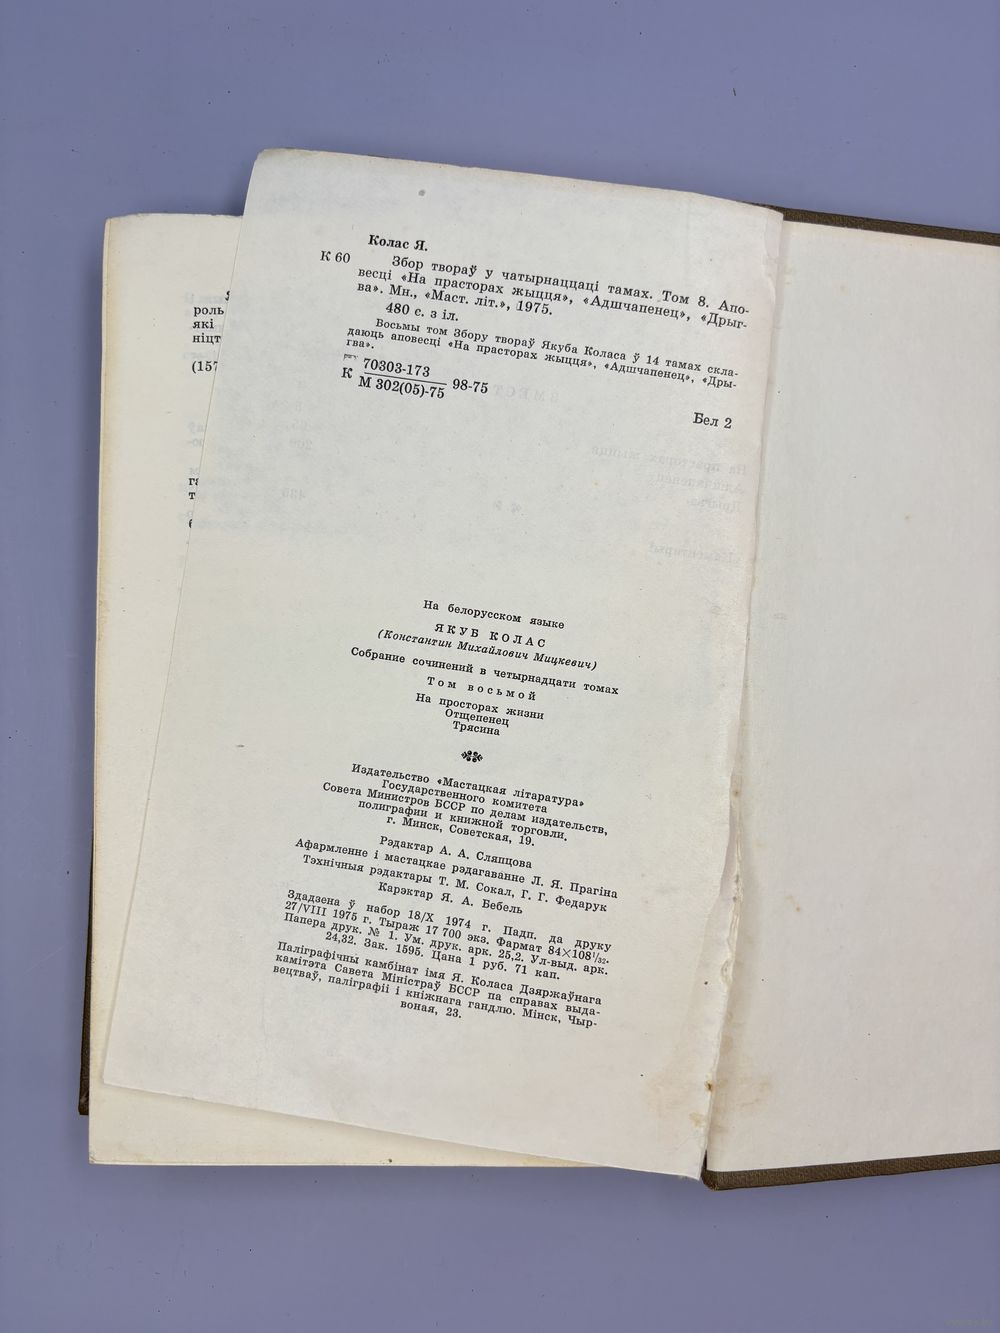 Колас Я.
К 60
Збор твораў у чатырнаццаці тамах. Том 8. Апо-
весці «На прасторах жыцця», «Адшчапенец», «Дрыг-
ва». Мн., «Маст. літ.», 1975.
480 с. з іл.
Восьмы том Збору твораў Якуба Коласа ў 14 тамах скла-
даюць аповесці «На прасторах жыцця», «Адшчапенец», «Дры-
гва».
К 70303-173
М 302(05)-75 98-75
Бел 2
роль
які
ніцт
(157
На белорусском языке
ЯКУБ КОЛАС
(Константин Михайлович Мицкевич)
Собрание сочинений в четырнадцати томах
Том восьмой
На просторах жизни
Отщепенец
Трясина
Издательство «Мастацкая літаратура»
Государственного комитета
Совета Министров БССР по делам издательств,
полиграфии и книжной торговли.
г. Минск, Советская, 19.
Рэдактар А. А. Сляпцова
Афармленне і мастацкае рэдагаванне Л. Я. Прагіна
Тэхнічныя рэдактары Т. М. Сокал, Г. Г. Федарук
Карэктар Я. А. Бебель
Здадзена ў набор 18/X 1974 г. Падп. да друку
27/VIII 1975 г. Тыраж 17 700 экз. Фармат 84×108¹/₃₂.
Папера друк. № 1. Ум. друк. арк. 25,2. Ул-выд. арк.
24,32. Зак. 1595. Цана 1 руб. 71 кап.
Паліграфічны камбінат імя Я. Коласа Дзяржаўнага
камітэта Савета Міністраў БССР па справах выда-
вецтваў, паліграфіі і кніжнага гандлю. Мінск, Чыр-
воная, 23.